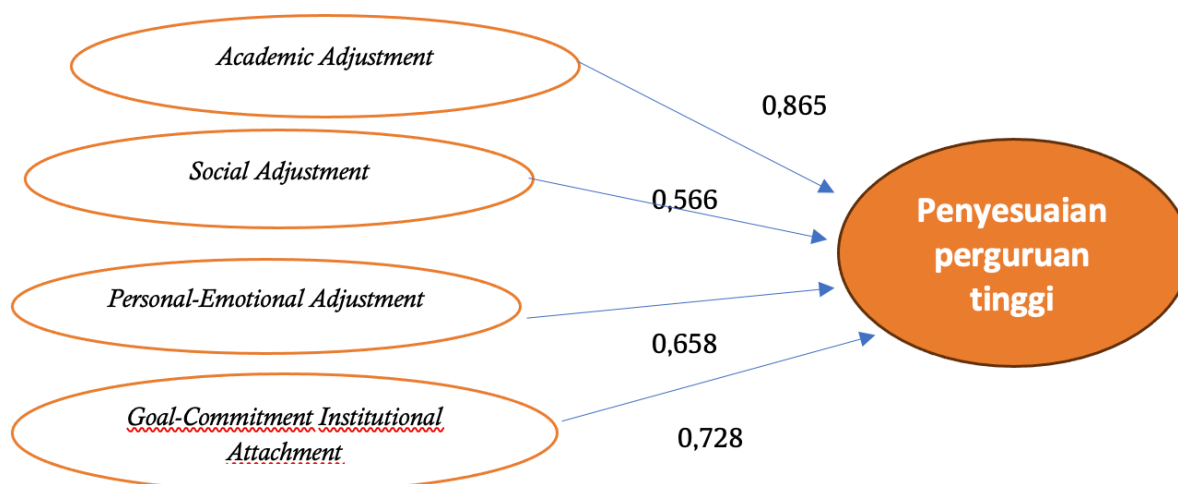 Academic Adjustment
0,865
Social Adjustment
0,566
Penyesuaian
perguruan
tinggi
Personal-Emotional Adjustment
0,658
Goal-Commitment Institutional
Attachment
0,728